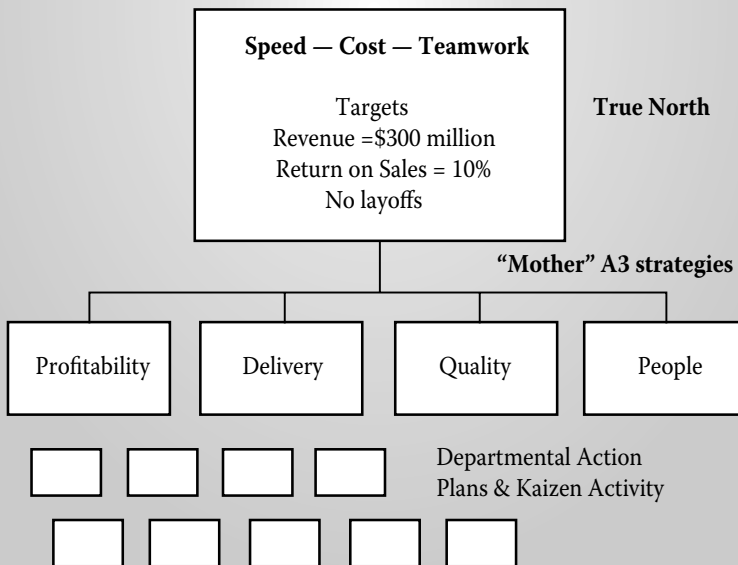 Speed — Cost — Teamwork
Targets
Revenue =$300 million
Return on Sales = 10%
No layoffs
True North
“Mother” A3 strategies
Profitability
Delivery
Quality
People
Departmental Action
Plans & Kaizen Activity